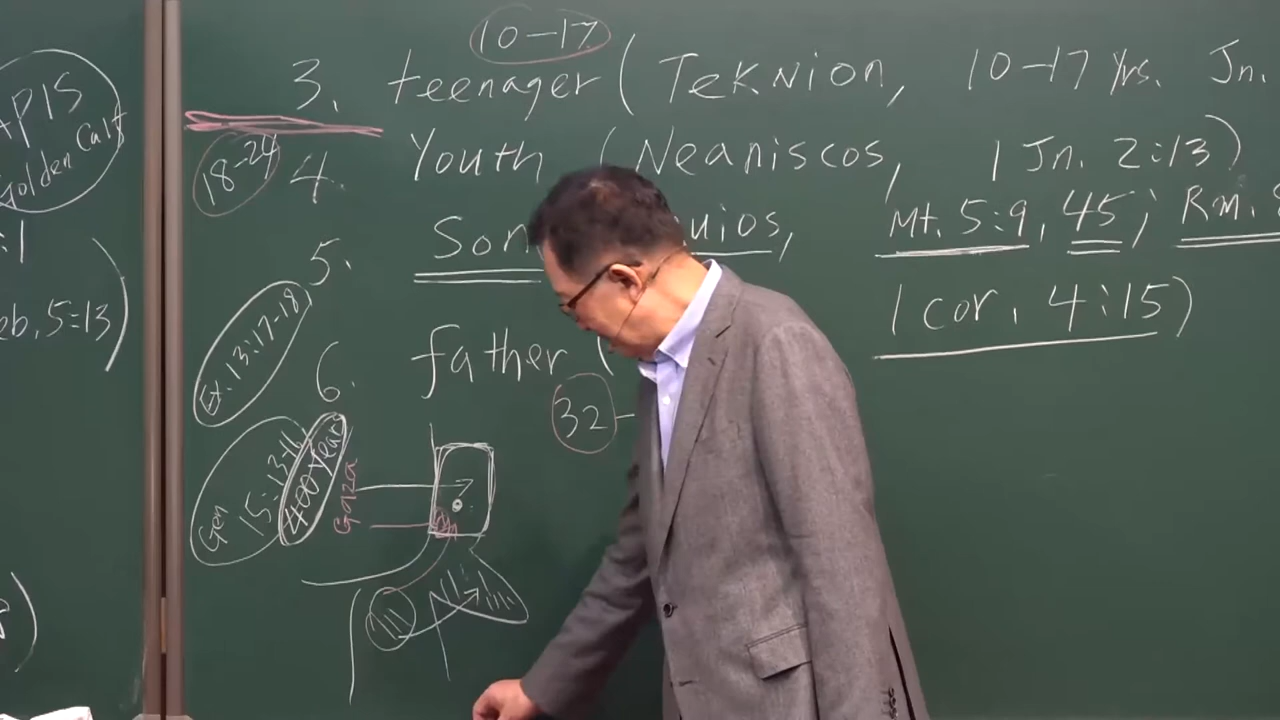 APIS
Golden Calf
:1
eb. 5:13)
10-17
3. teenager (Teknion, 10-17 Yrs. Jn.
18-24
4. Youth (Neaniscos, 1 Jn. 2:13)
5. Son uios, Mt. 5:9, 45; Rm. 8
Ex. 13:17-18
1 cor. 4:15)
6. father (
32-
Gen 15:13-16
400 Years
Gaza